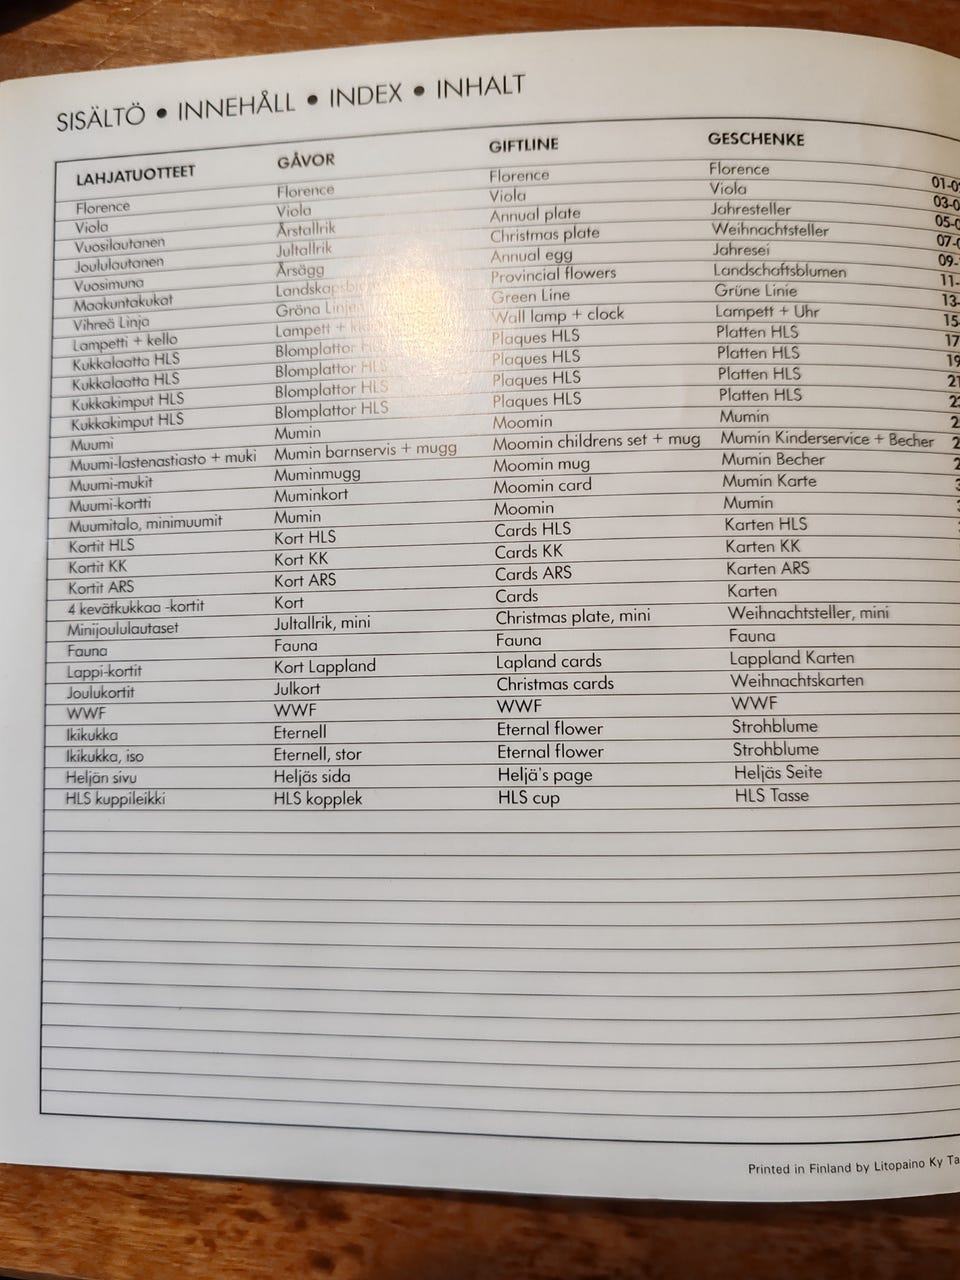 SISÄLTÖ • INNEHÅLL • INDEX • INHALT
LAHJATUOTTEET GÅVOR GIFTLINE GESCHENKE
Florence Florence Florence Florence
Viola Viola Viola Viola
Vuosilautanen Årstallrik Annual plate Jahresteller
Joululautanen Jultallrik Christmas plate Weihnachtsteller
Vuosimuna Årsägg Annual egg Jahresei
Maakuntakukat Provincial flowers Landschaftsblumen
Vihreä Linja Gröna Linjen Green Line Grüne Linie
Lampetti + kello Lampett + Wall lamp + clock Lampett + Uhr
Kukkalaatta HLS Blomplattor HLS Plaques HLS Platten HLS
Kukkalaatta HLS Blomplattor HLS Plaques HLS Platten HLS
Kukkakimput HLS Blomplattor HLS Plaques HLS Platten HLS
Kukkakimput HLS Blomplattor HLS Plaques HLS Platten HLS
Muumi Mumin Moomin Mumin
Muumi-lastenastiasto + muki Mumin barnservis + mugg Moomin childrens set + mug Mumin Kinderservice + Becher
Muumi-mukit Muminmugg Moomin mug Mumin Becher
Muumi-kortti Muminkort Moomin card Mumin Karte
Muumitalo, minimuumit Mumin Moomin Mumin
Kortit HLS Kort HLS Cards HLS Karten HLS
Kortit KK Kort KK Cards KK Karten KK
Kortit ARS Kort ARS Cards ARS Karten ARS
4 kevätkukkaa -kortit Kort Cards Karten
Minijoululautaset Jultallrik, mini Christmas plate, mini Weihnachtsteller, mini
Fauna Fauna Fauna Fauna
Lappi-kortit Kort Lappland Lapland cards Lappland Karten
Joulukortit Julkort Christmas cards Weihnachtskarten
WWF WWF WWF WWF
Ikikukka Eternell Eternal flower Strohblume
Ikikukka, iso Eternell, stor Eternal flower Strohblume
Heljän sivu Heljäs sida Heljä's page Heljäs Seite
HLS kuppileikki HLS kopplek HLS cup HLS Tasse
Printed in Finland by Litopaino Ky